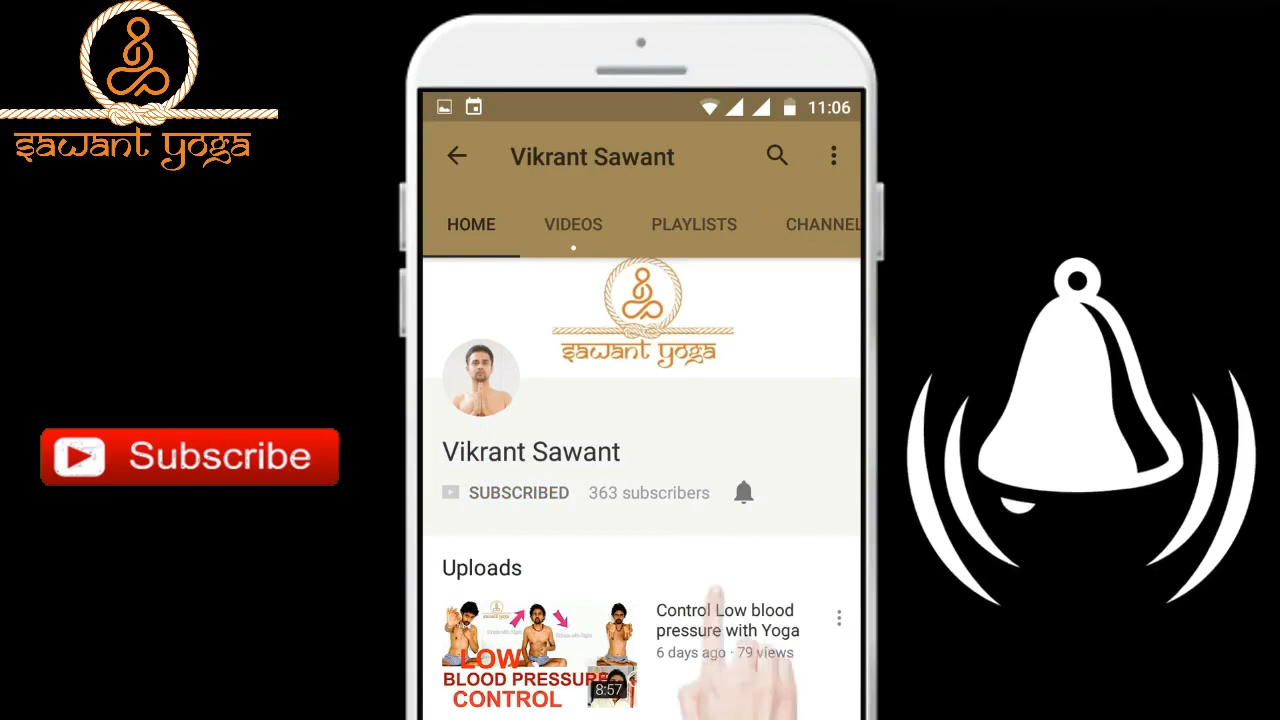 sawant yoga
11:06
Vikrant Sawant
HOME VIDEOS PLAYLISTS CHANNEL
sawant yoga
Vikrant Sawant
SUBSCRIBED 363 subscribers
Subscribe
Uploads
Control Low blood
pressure with Yoga
6 days ago · 79 views
LOW
BLOOD PRESSURE
CONTROL
8:57